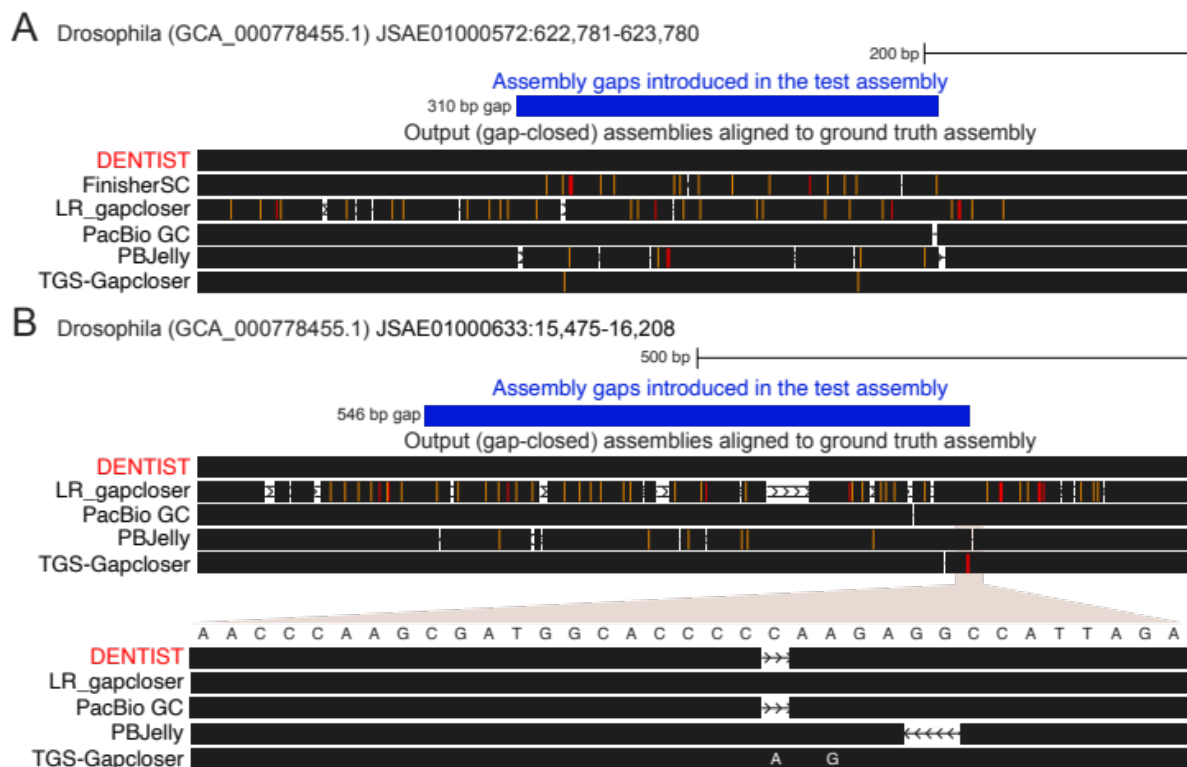 A Drosophila (GCA_000778455.1) JSAE01000572:622,781-623,780
200 bp
Assembly gaps introduced in the test assembly
310 bp gap
Output (gap-closed) assemblies aligned to ground truth assembly
DENTIST
FinisherSC
LR_gapcloser
PacBio GC
PBJelly
TGS-Gapcloser
B Drosophila (GCA_000778455.1) JSAE01000633:15,475-16,208
500 bp
Assembly gaps introduced in the test assembly
546 bp gap
Output (gap-closed) assemblies aligned to ground truth assembly
DENTIST
LR_gapcloser
PacBio GC
PBJelly
TGS-Gapcloser
A A C C C A A G C G A T G G C A C C C C C A A G A G G C C A T T A G A
DENTIST
LR_gapcloser
PacBio GC
PBJelly
TGS-Gapcloser A G